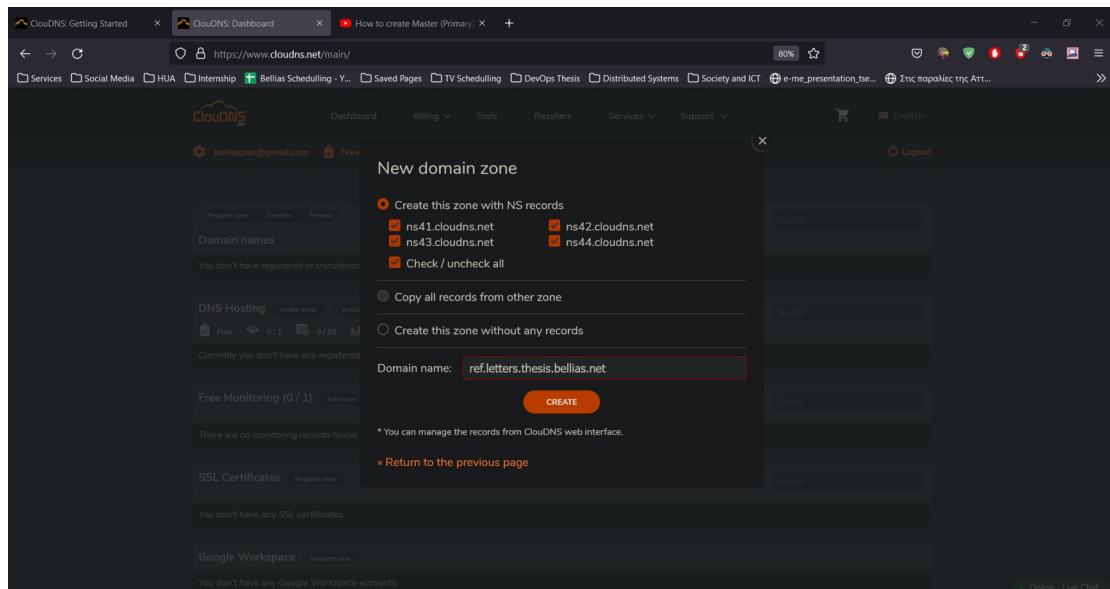 ClouDNS: Getting Started
ClouDNS: Dashboard
How to create Master (Primary)
https://www.cloudns.net/main/
80%
2
Services Social Media HUA Internship Bellias Schedulling - Y... Saved Pages TV Schedulling DevOps Thesis Distributed Systems Society and ICT e-me_presentation_tse... Στις παραλίες της Αττ...
ClouDNS
Dashboard Billing Tools Resellers Services Support English
belliaspan@gmail.com Free Logout
New domain zone
Create this zone with NS records
ns41.cloudns.net ns42.cloudns.net
ns43.cloudns.net ns44.cloudns.net
Check / uncheck all
Copy all records from other zone
Create this zone without any records
Domain name: ref.letters.thesis.bellias.net
CREATE
* You can manage the records from ClouDNS web interface.
« Return to the previous page
Register new Transfer Review Search
Domain names
You don't have registered or transferred
DNS Hosting create zone Search
Free 0/1 0/50
Currently you don't have any registered
Free Monitoring (0 / 1) Add new Search
There are no monitoring records found.
SSL Certificates Register new Search
You don't have any SSL certificates.
Google Workspace Register new
You don't have any Google Workspace accounts.
Online - Live Chat